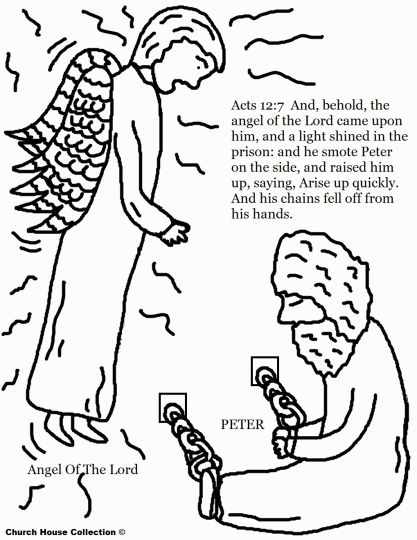 Acts 12:7  And, behold, the
angel of the Lord came upon
him, and a light shined in the
prison: and he smote Peter
on the side, and raised him
up, saying, Arise up quickly.
And his chains fell off from
his hands.
PETER
Angel Of The Lord
Church House Collection ©